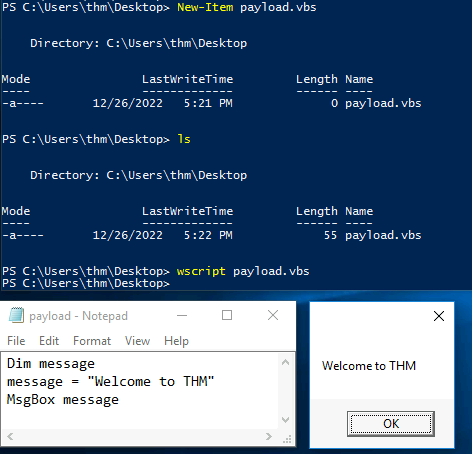 PS C:\Users\thm\Desktop> New-Item payload.vbs
Directory: C:\Users\thm\Desktop
Mode LastWriteTime Length Name
---- ------------- ------ ----
-a---- 12/26/2022 5:21 PM 0 payload.vbs
PS C:\Users\thm\Desktop> ls
Directory: C:\Users\thm\Desktop
Mode LastWriteTime Length Name
---- ------------- ------ ----
-a---- 12/26/2022 5:22 PM 55 payload.vbs
PS C:\Users\thm\Desktop> wscript payload.vbs
PS C:\Users\thm\Desktop>
payload - Notepad
File Edit Format View Help
Dim message
message = "Welcome to THM"
MsgBox message
Welcome to THM
OK